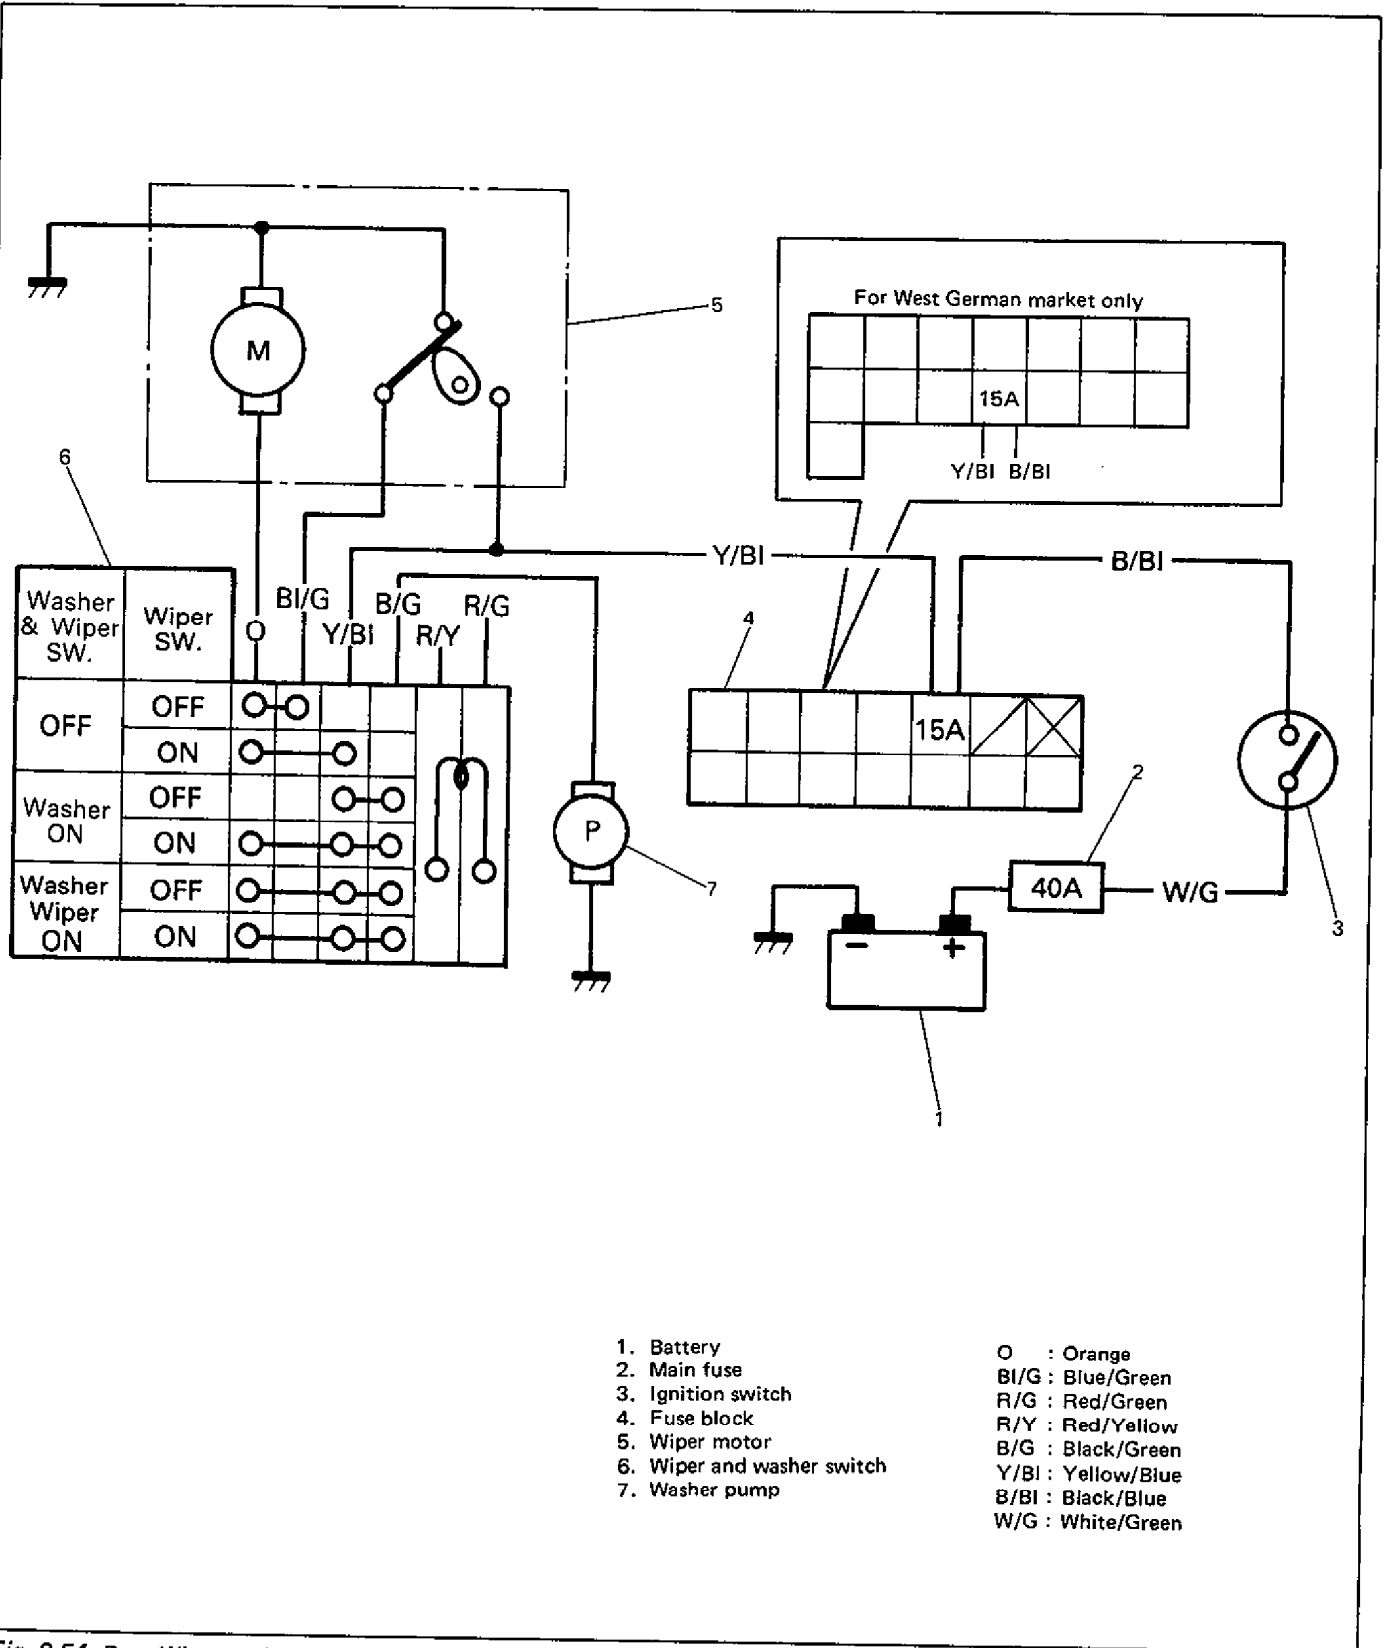 5
M
For West German market only
15A
Y/Bl B/Bl
6
Y/Bl
B/Bl
Washer & Wiper SW.
Wiper SW.
O
Bl/G
Y/Bl
B/G
R/Y
R/G
4
15A
OFF
OFF
ON
Washer ON
OFF
ON
Washer Wiper ON
OFF
ON
P
7
2
40A
W/G
3
−
+
1
1. Battery
2. Main fuse
3. Ignition switch
4. Fuse block
5. Wiper motor
6. Wiper and washer switch
7. Washer pump
O : Orange
Bl/G : Blue/Green
R/G : Red/Green
R/Y : Red/Yellow
B/G : Black/Green
Y/Bl : Yellow/Blue
B/Bl : Black/Blue
W/G : White/Green